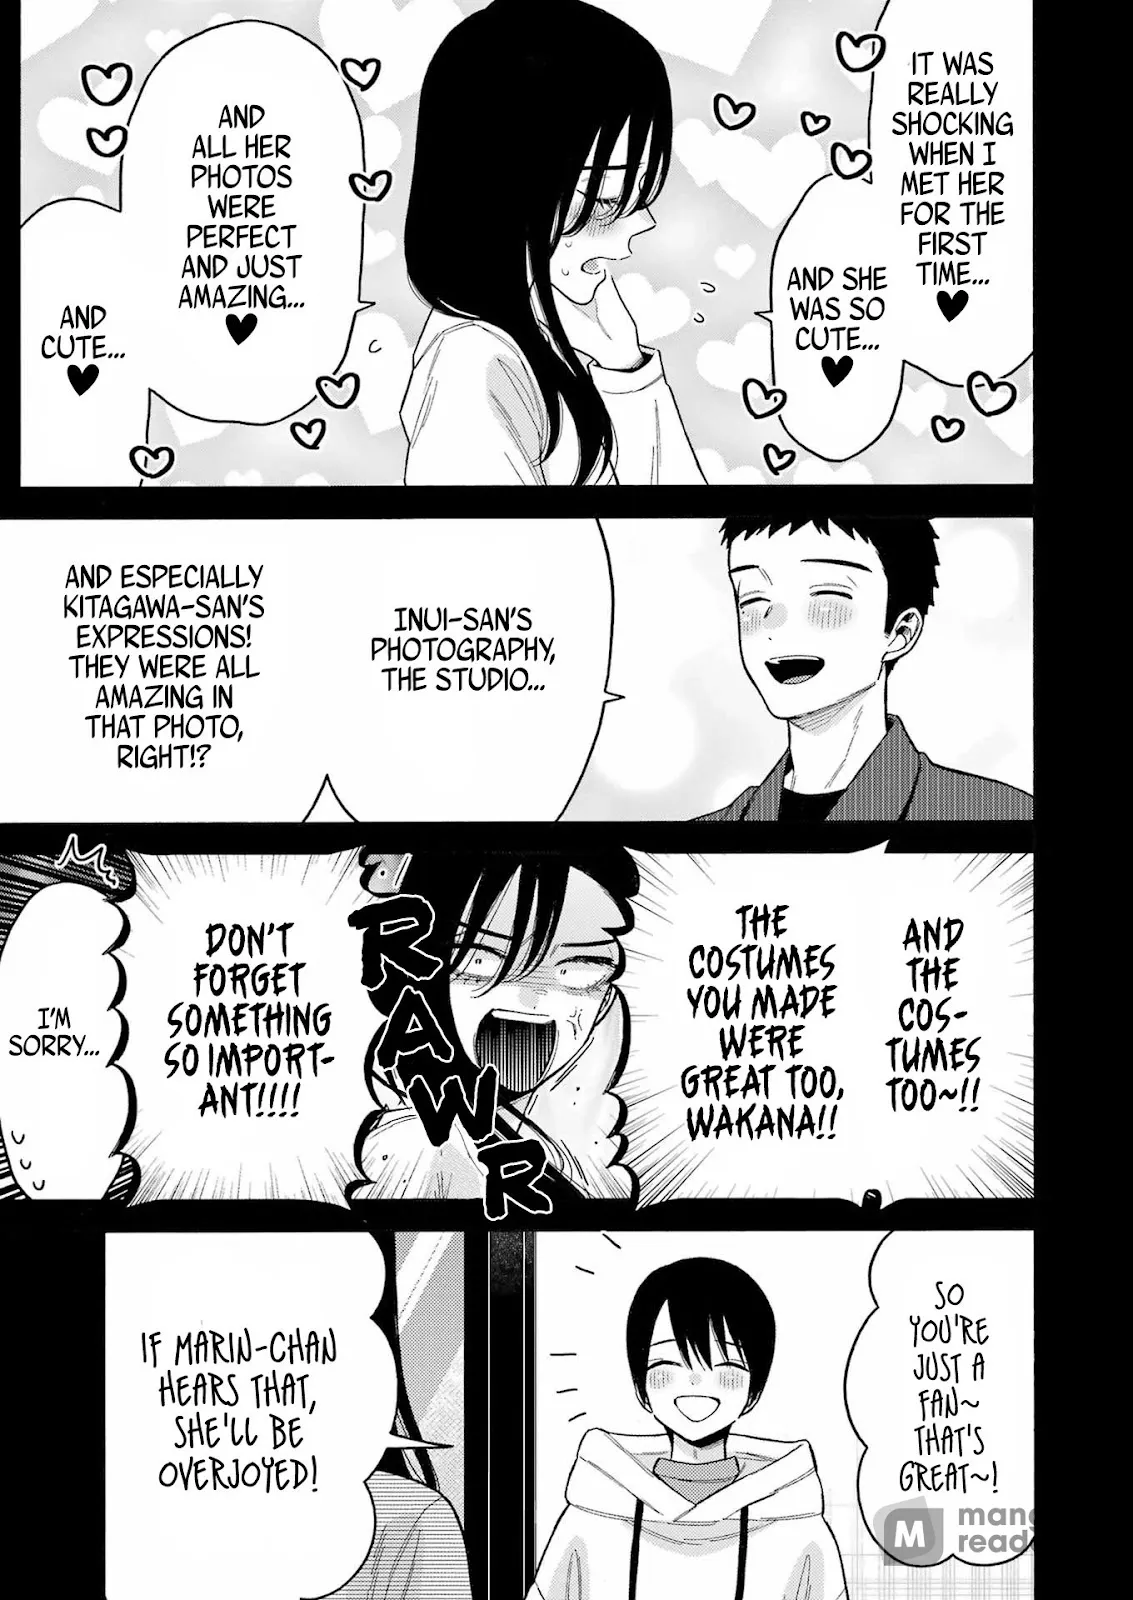 IT WAS
REALLY
SHOCKING
WHEN I
MET HER
FOR THE
FIRST
TIME...
AND SHE
WAS SO
CUTE...
AND
ALL HER
PHOTOS
WERE
PERFECT
AND JUST
AMAZING...
AND
CUTE...
INUI-SAN'S
PHOTOGRAPHY,
THE STUDIO...
AND ESPECIALLY
KITAGAWA-SAN'S
EXPRESSIONS!
THEY WERE ALL
AMAZING IN
THAT PHOTO,
RIGHT!?
AND
THE
COS-
TUMES
TOO~!!
THE
COSTUMES
YOU MADE
WERE
GREAT TOO,
WAKANA!!
RAWR
DON'T
FORGET
SOMETHING
SO IMPORT-
ANT!!!!
I'M
SORRY...
SO
YOU'RE
JUST A
FAN~
THAT'S
GREAT~!
IF MARIN-CHAN
HEARS THAT,
SHE'LL BE
OVERJOYED!
M
mang
read